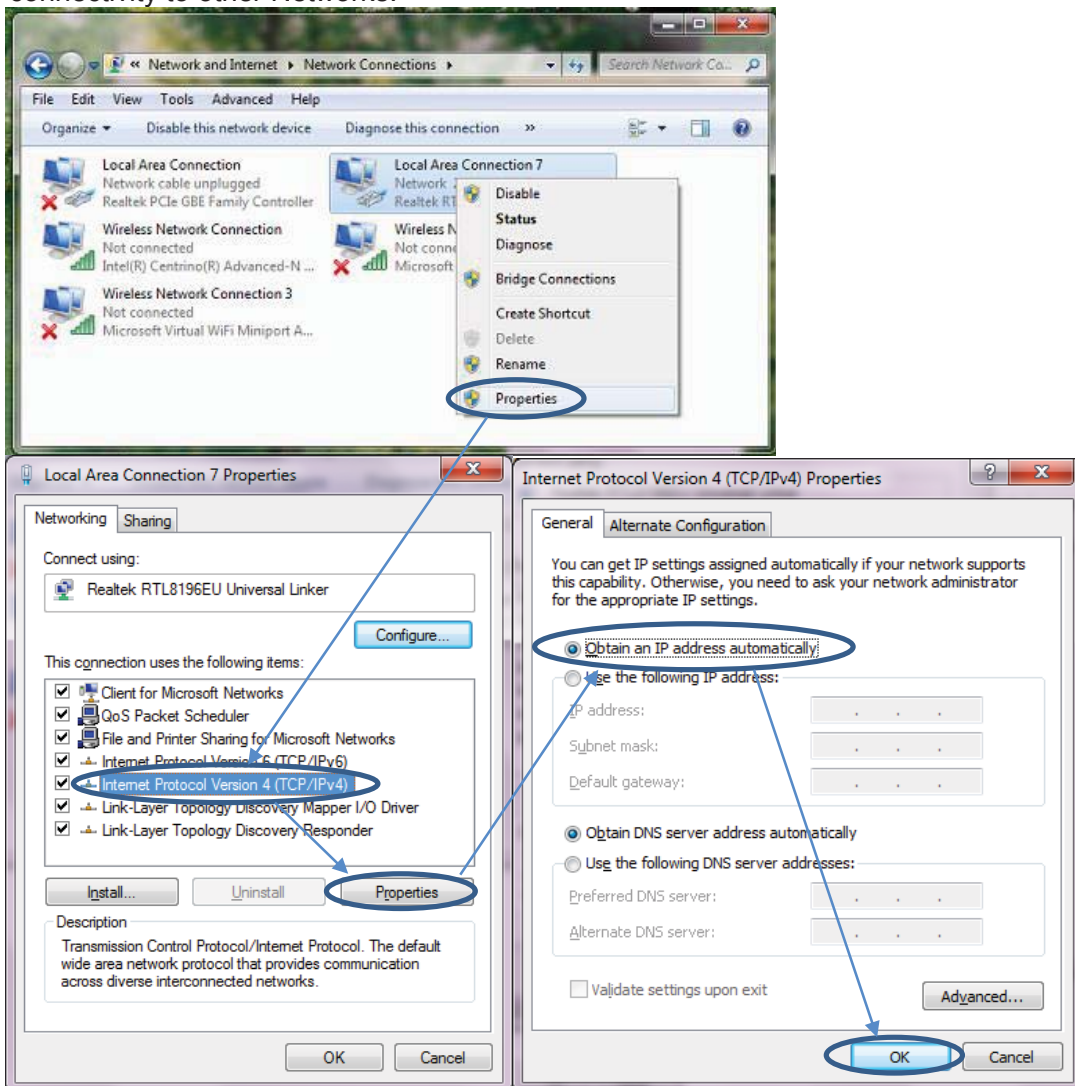 connectivity to other Networks.
Network and Internet ▸ Network Connections ▸
Search Network Co...
File Edit View Tools Advanced Help
Organize ▾ Disable this network device Diagnose this connection »
Local Area Connection
Network cable unplugged
Realtek PCIe GBE Family Controller
Local Area Connection 7
Network
Realtek
Wireless Network Connection
Not connected
Intel(R) Centrino(R) Advanced-N ...
Wireless
Microsoft
Wireless Network Connection 3
Not connected
Microsoft Virtual WiFi Miniport A...
Disable
Status
Diagnose
Bridge Connections
Create Shortcut
Delete
Rename
Properties
Local Area Connection 7 Properties
Networking Sharing
Connect using:
Realtek RTL8196EU Universal Linker
Configure...
This connection uses the following items:
Client for Microsoft Networks
QoS Packet Scheduler
File and Printer Sharing for Microsoft Networks
Internet Protocol Version 6 (TCP/IPv6)
Internet Protocol Version 4 (TCP/IPv4)
Link-Layer Topology Discovery Mapper I/O Driver
Link-Layer Topology Discovery Responder
Install... Uninstall Properties
Description
Transmission Control Protocol/Internet Protocol. The default
wide area network protocol that provides communication
across diverse interconnected networks.
OK Cancel
Internet Protocol Version 4 (TCP/IPv4) Properties
General Alternate Configuration
You can get IP settings assigned automatically if your network supports
this capability. Otherwise, you need to ask your network administrator
for the appropriate IP settings.
Obtain an IP address automatically
Use the following IP address:
IP address:
Subnet mask:
Default gateway:
Obtain DNS server address automatically
Use the following DNS server addresses:
Preferred DNS server:
Alternate DNS server:
Validate settings upon exit
Advanced...
OK Cancel